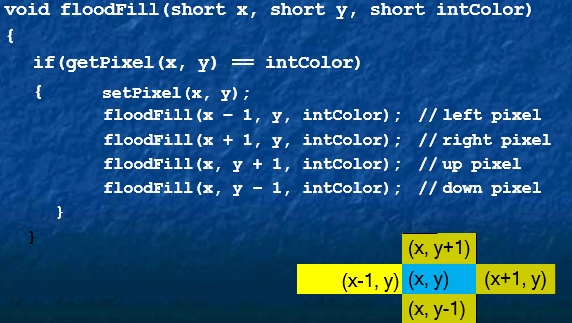 void floodFill(short x, short y, short intColor)
{
if(getPixel(x, y) == intColor)
{ setPixel(x, y);
floodFill(x - 1, y, intColor); // left pixel
floodFill(x + 1, y, intColor); // right pixel
floodFill(x, y + 1, intColor); // up pixel
floodFill(x, y - 1, intColor); // down pixel
}
}
(x, y+1)
(x-1, y) (x, y) (x+1, y)
(x, y-1)